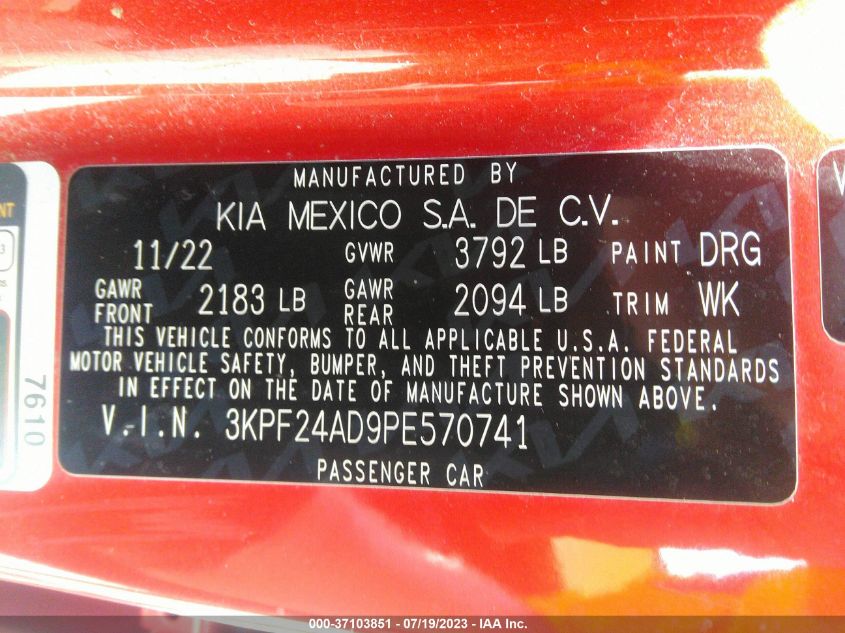 MANUFACTURED BY
KIA MEXICO S.A. DE C.V.
11/22 GVWR 3792 LB PAINT DRG
GAWR FRONT 2183 LB GAWR REAR 2094 LB TRIM WK
THIS VEHICLE CONFORMS TO ALL APPLICABLE U.S.A. FEDERAL
MOTOR VEHICLE SAFETY, BUMPER, AND THEFT PREVENTION STANDARDS
IN EFFECT ON THE DATE OF MANUFACTURE SHOWN ABOVE.
V.I.N. 3KPF24AD9PE570741
PASSENGER CAR
7610
000-37103851 - 07/19/2023 - IAA Inc.